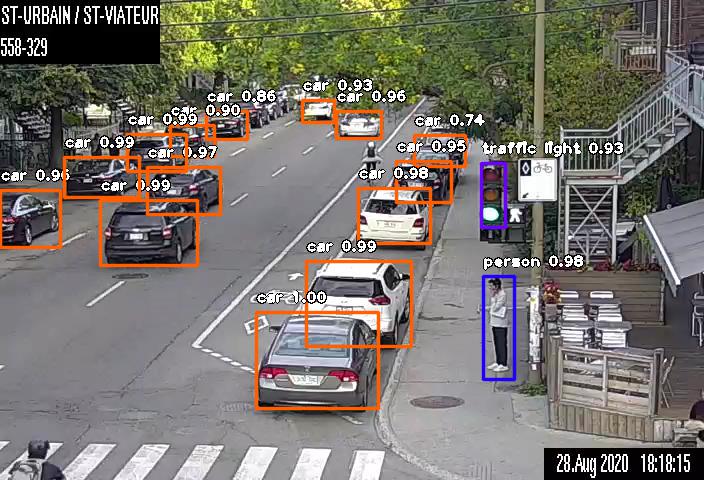 ST-URBAIN / ST-VIATEUR
558-329
car 0.93
car 0.86
car 0.96
car 0.90
car 0.99
car 0.74
car 0.99
car 0.97
car 0.95
traffic light 0.93
car 0.96
car 0.99
car 0.98
car 0.99
person 0.98
car 1.00
28.Aug 2020 18:18:15